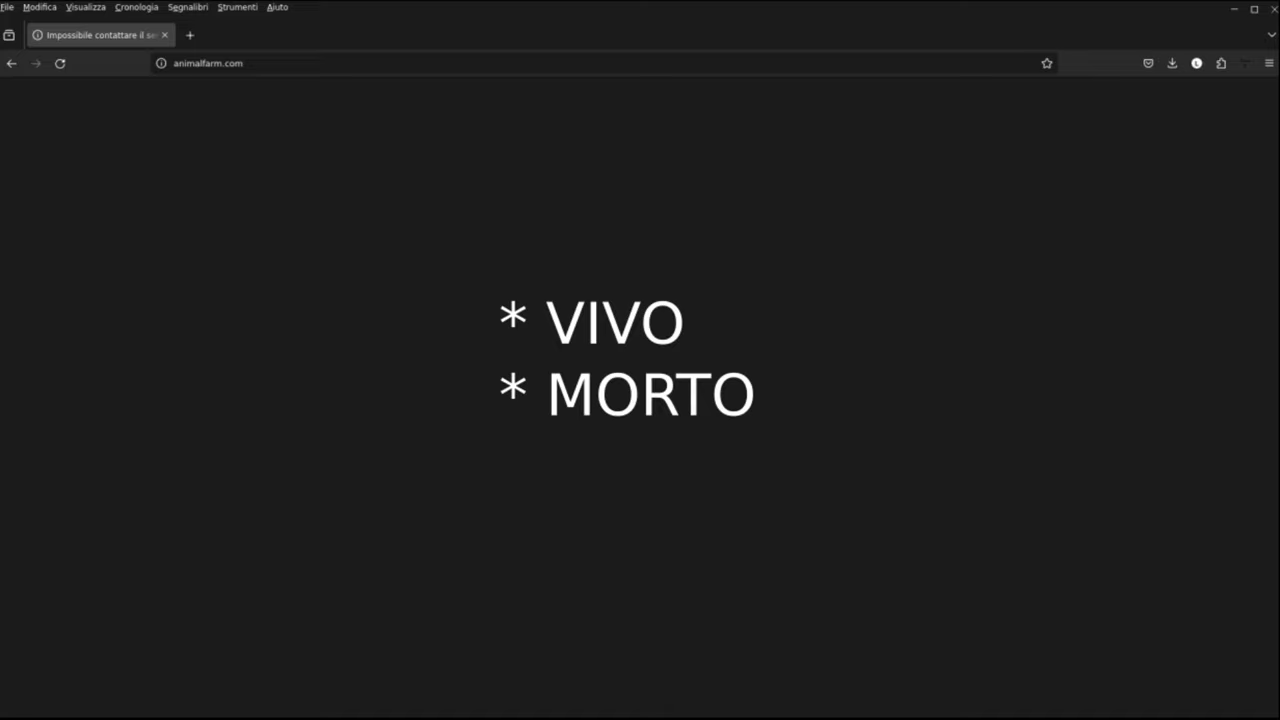 File Modifica Visualizza Cronologia Segnalibri Strumenti Aiuto
Impossibile contattare il se
animalfarm.com
* VIVO
* MORTO